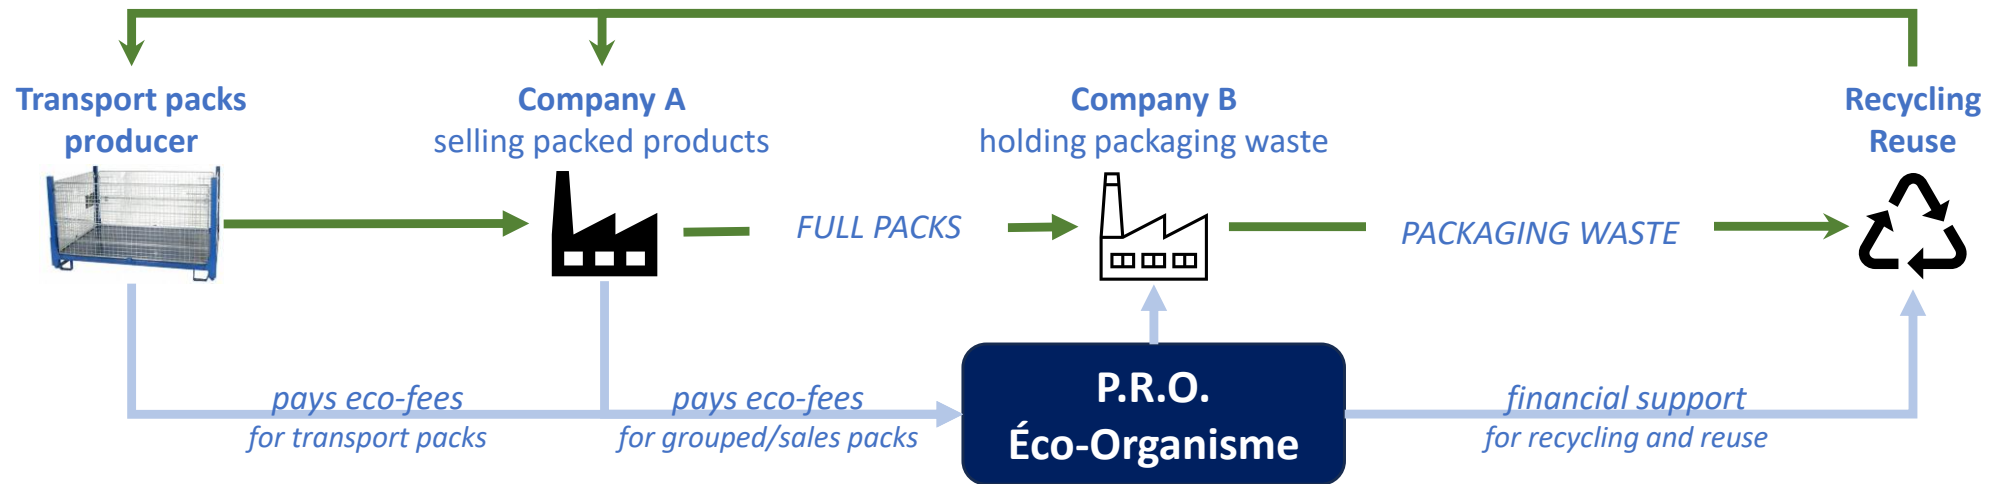 Transport packs
producer
Company A
selling packed products
Company B
holding packaging waste
Recycling
Reuse
FULL PACKS
PACKAGING WASTE
pays eco-fees
for transport packs
pays eco-fees
for grouped/sales packs
P.R.O.
Éco-Organisme
financial support
for recycling and reuse